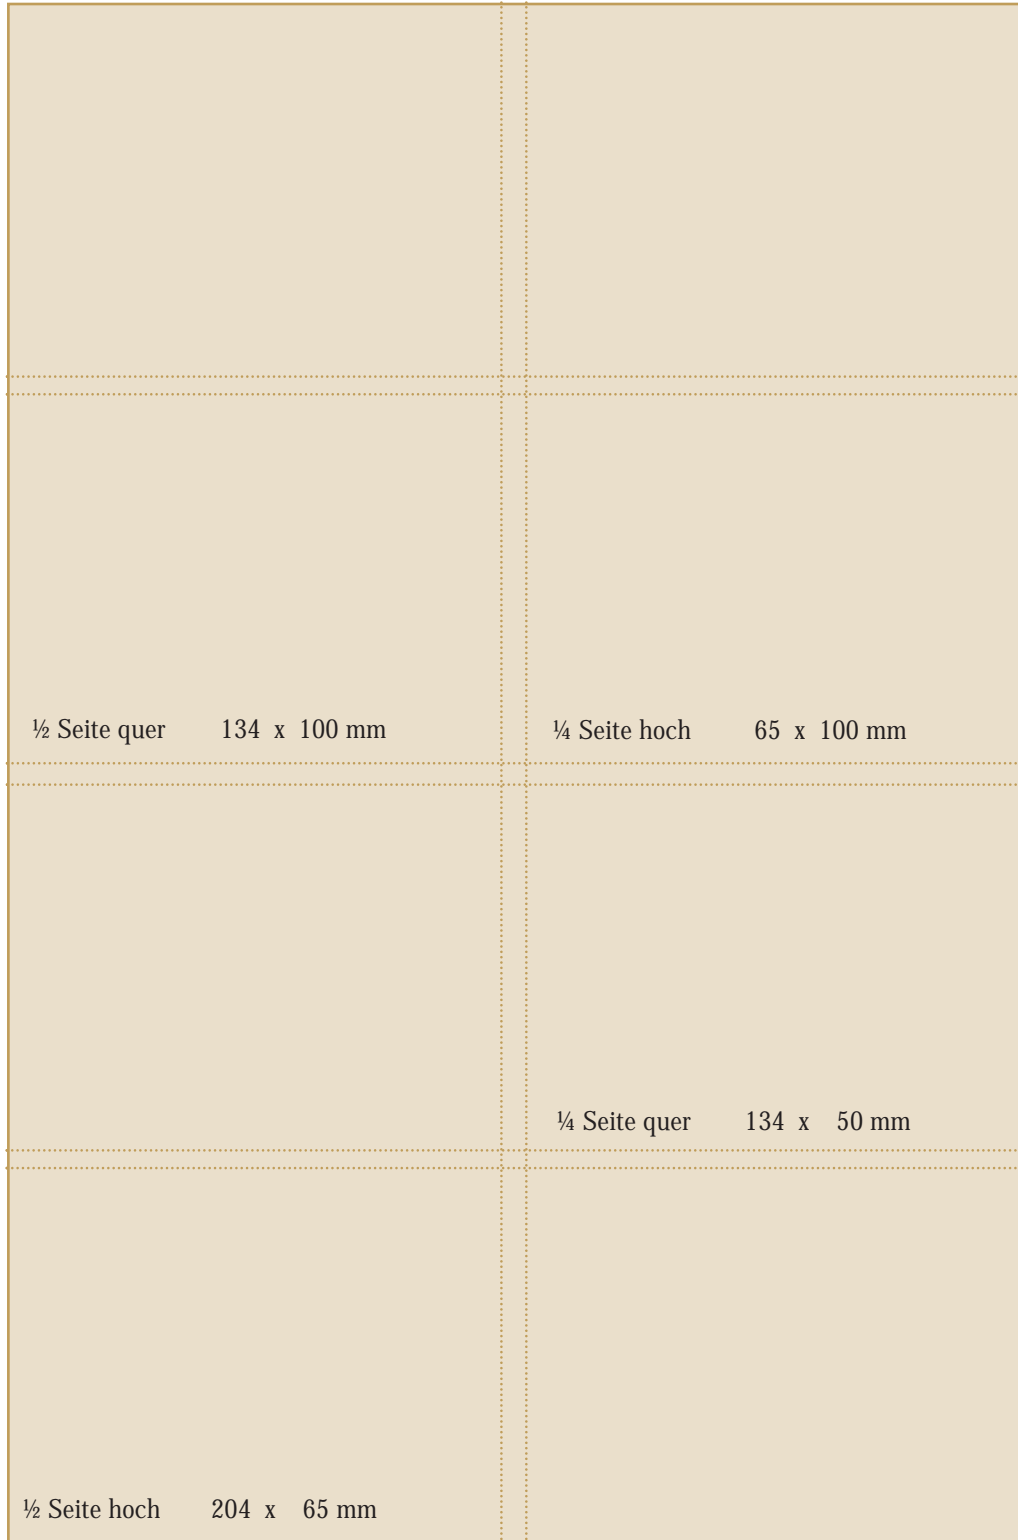 ½ Seite quer 134 x 100 mm
¼ Seite hoch 65 x 100 mm
¼ Seite quer 134 x 50 mm
½ Seite hoch 204 x 65 mm